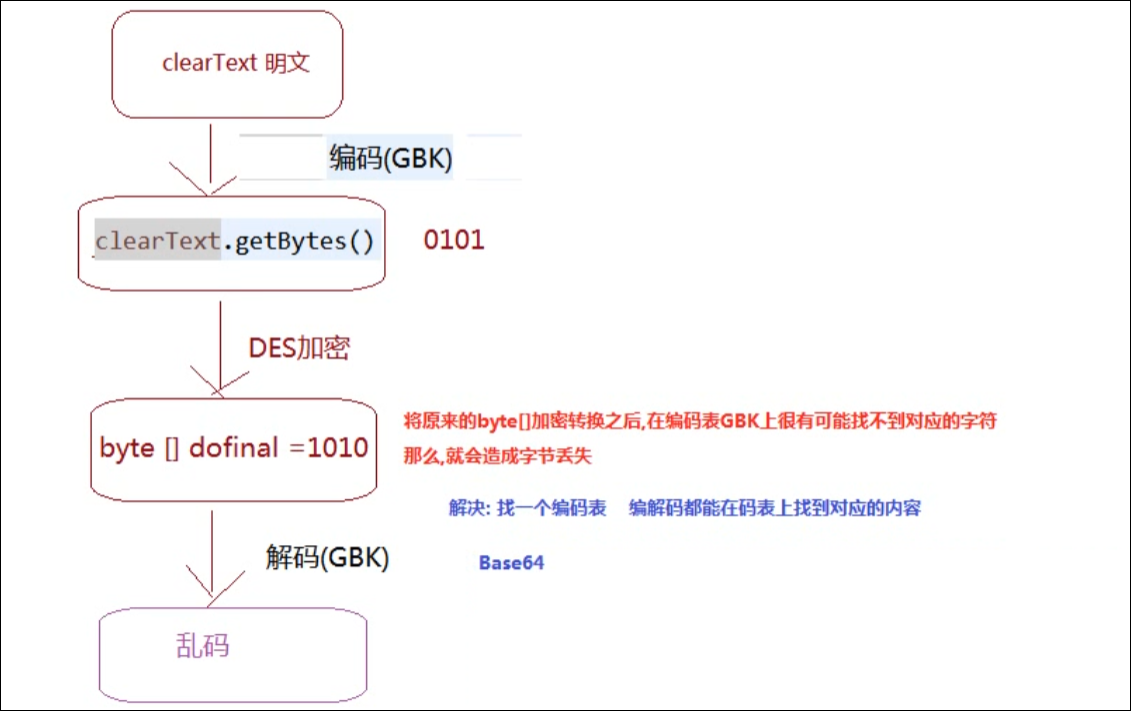 clearText 明文
编码(GBK)
clearText.getBytes()
0101
DES加密
byte [] dofinal =1010
将原来的byte[]加密转换之后,在编码表GBK上很有可能找不到对应的字符
那么,就会造成字节丢失
解决: 找一个编码表 编解码都能在码表上找到对应的内容
解码(GBK)
Base64
乱码